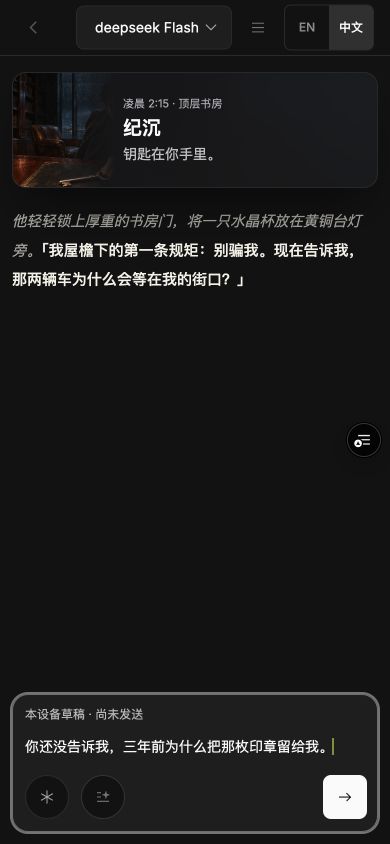 deepseek Flash
EN
中文
凌晨 2:15 · 顶层书房
纪沉
钥匙在你手里。
他轻轻锁上厚重的书房门，将一只水晶杯放在黄铜台灯
旁。「我屋檐下的第一条规矩：别骗我。现在告诉我，
那两辆车为什么会等在我的街口？」
本设备草稿 · 尚未发送
你还没告诉我，三年前为什么把那枚印章留给我。